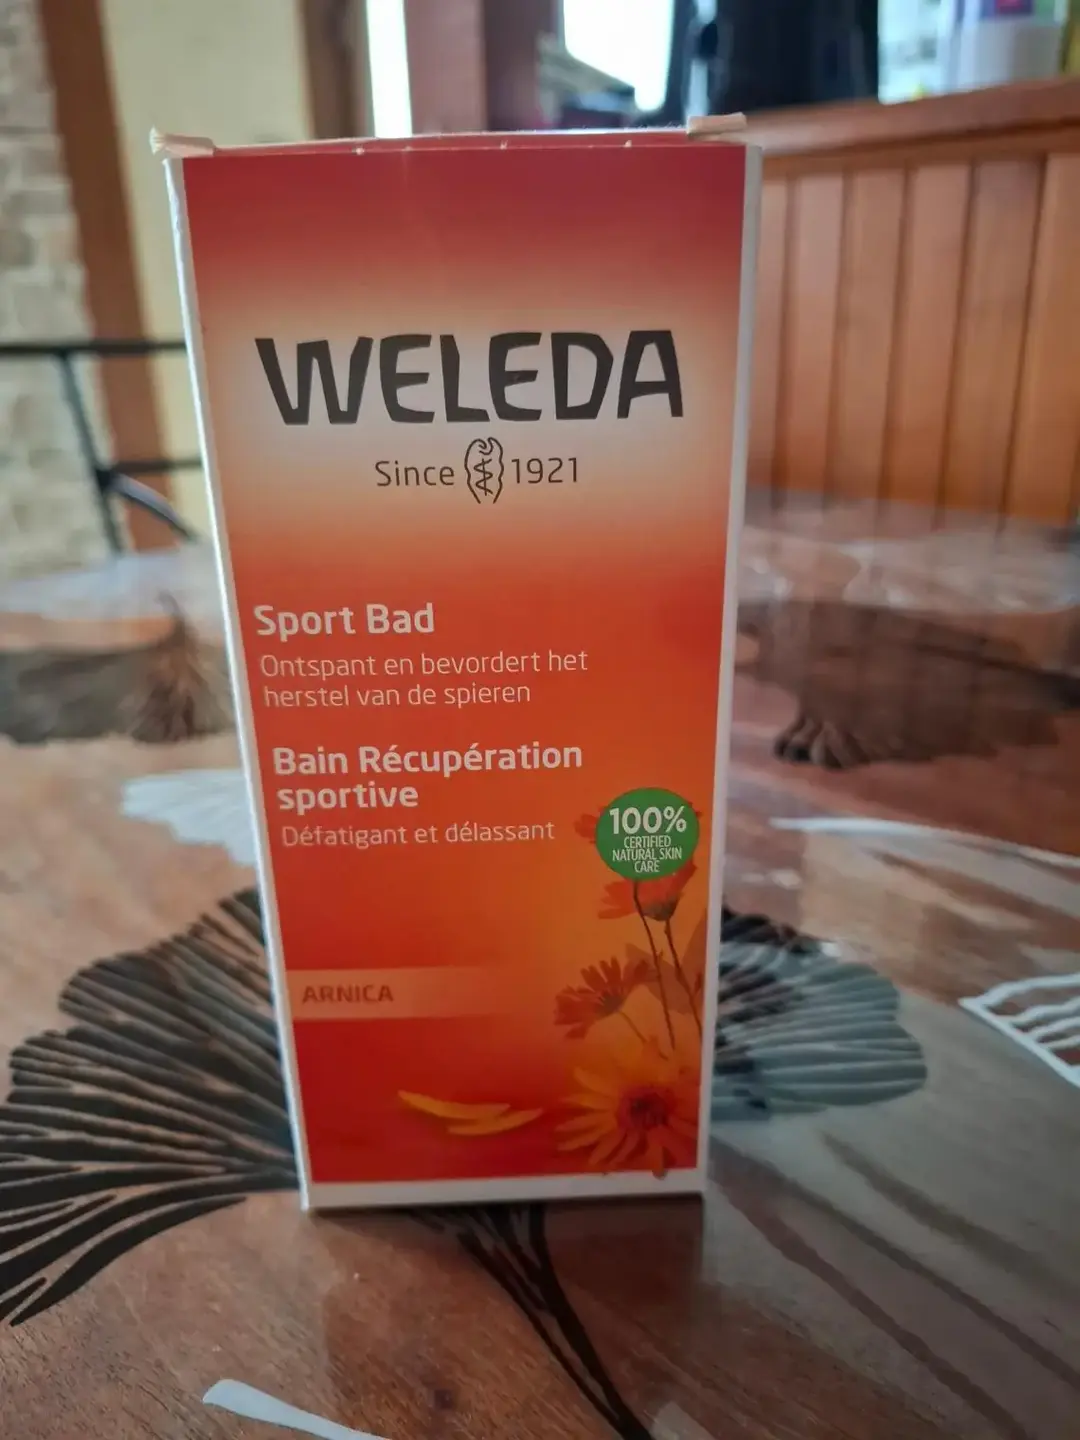 WELEDA
Since 1921
Sport Bad
Ontspant en bevordert het
herstel van de spieren
Bain Récupération
sportive
Défatigant et délassant
100%
CERTIFIED
NATURAL SKIN
CARE
ARNICA